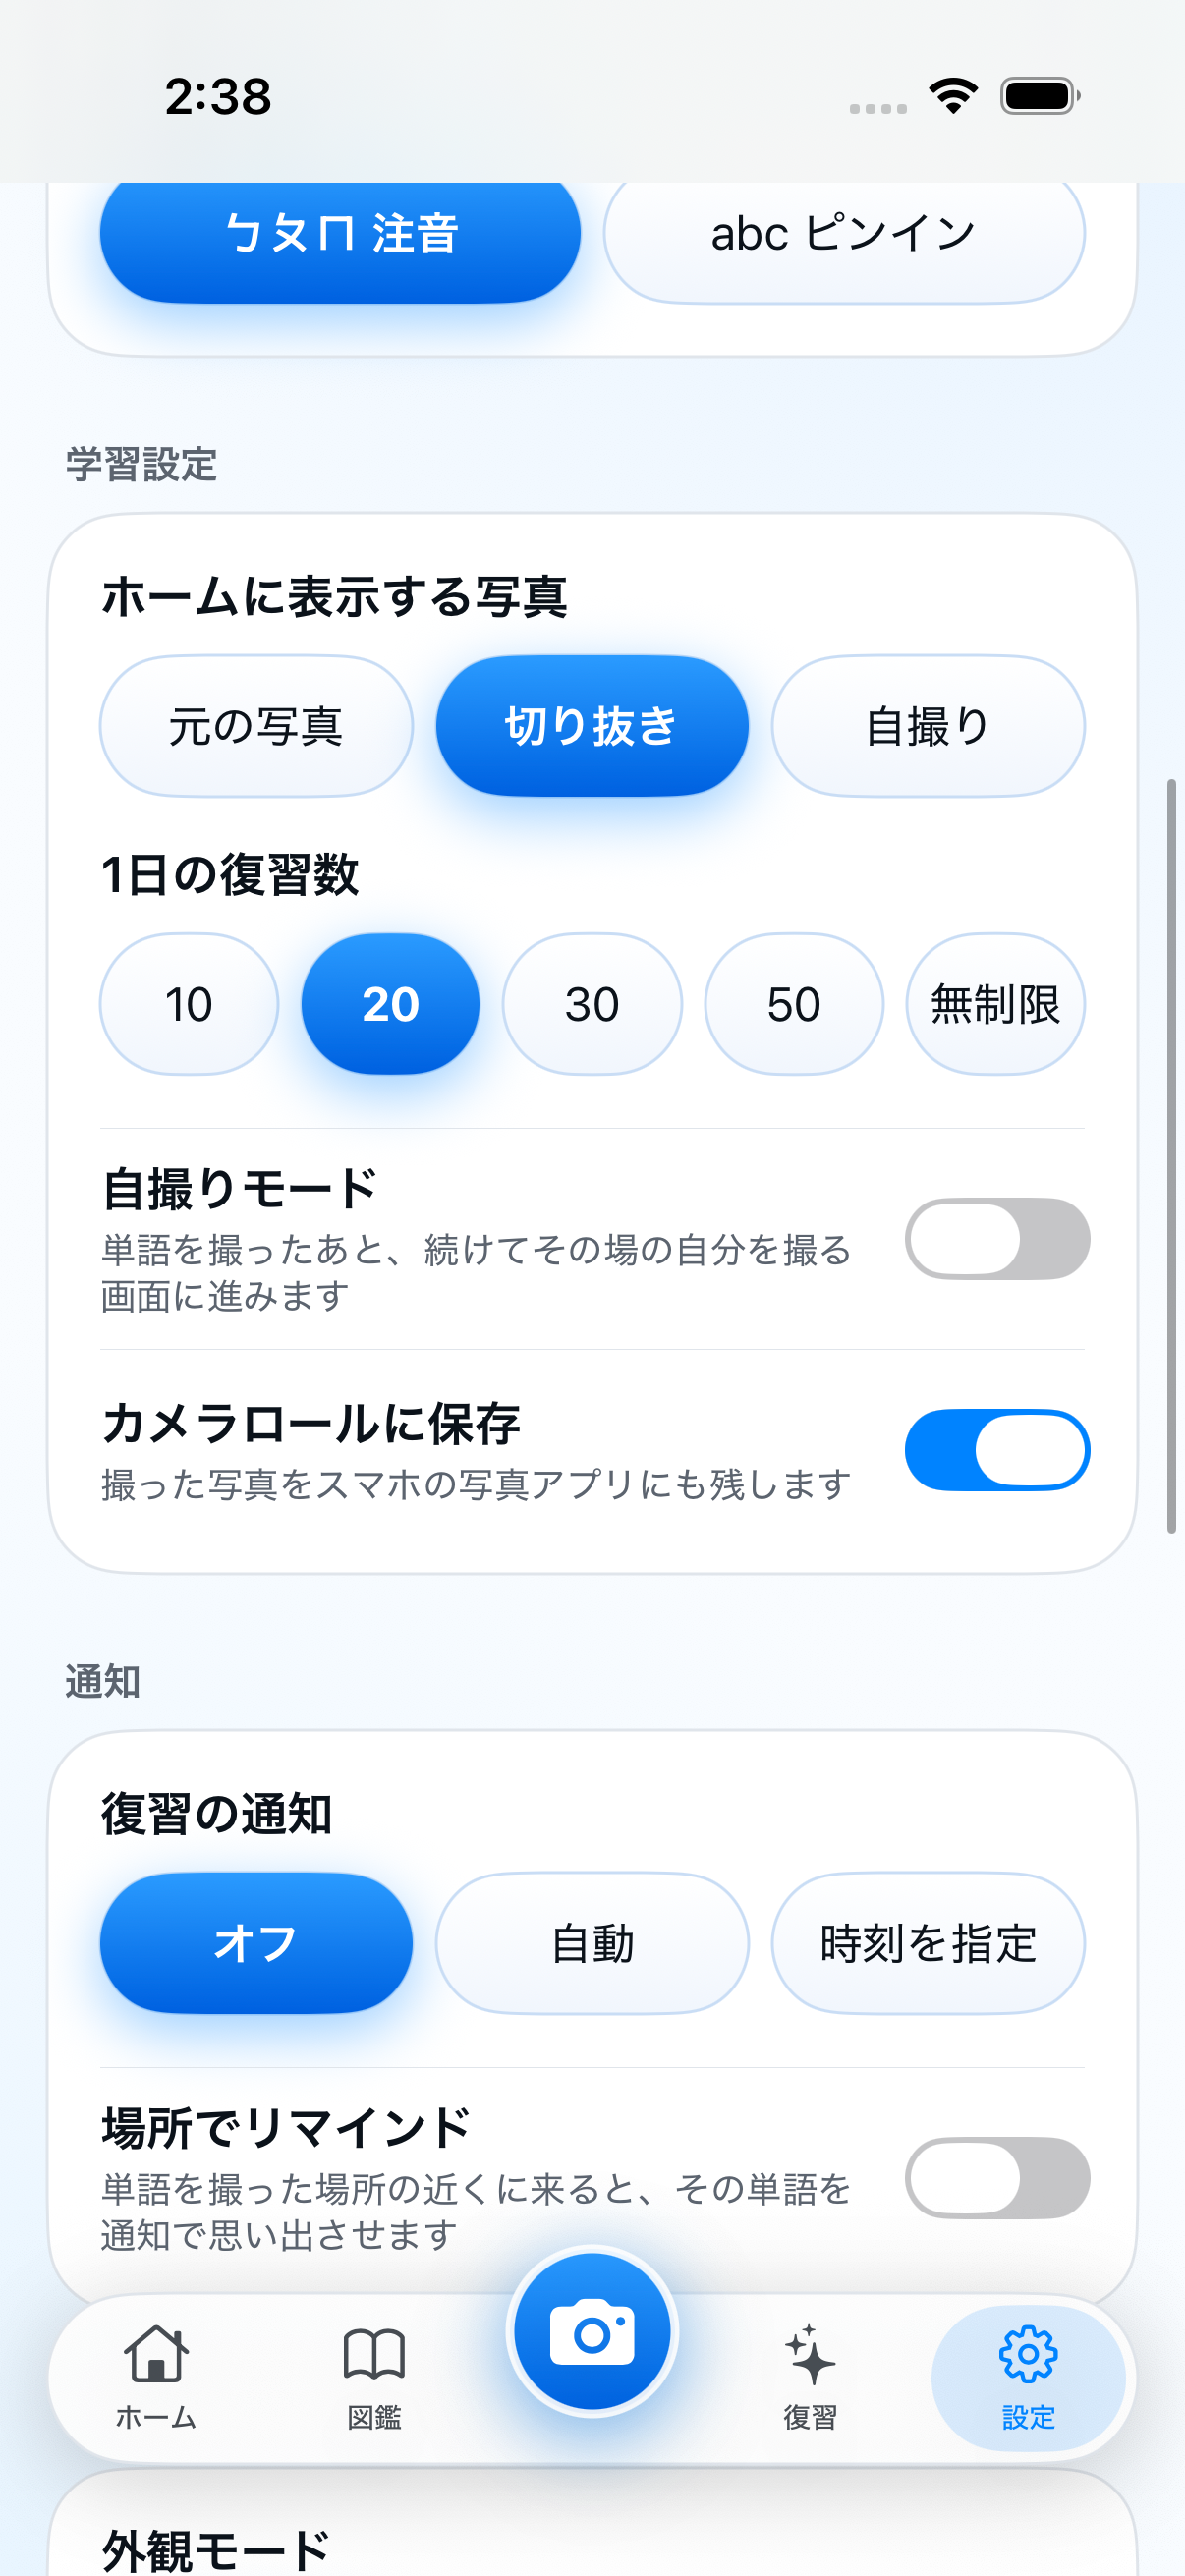 2:38
ㄅㄆㄇ 注音
abc ピンイン
学習設定
ホームに表示する写真
元の写真
切り抜き
自撮り
1日の復習数
10
20
30
50
無制限
自撮りモード
単語を撮ったあと、続けてその場の自分を撮る
画面に進みます
カメラロールに保存
撮った写真をスマホの写真アプリにも残します
通知
復習の通知
オフ
自動
時刻を指定
場所でリマインド
単語を撮った場所の近くに来ると、その単語を
通知で思い出させます
ホーム
図鑑
復習
設定
外観モード